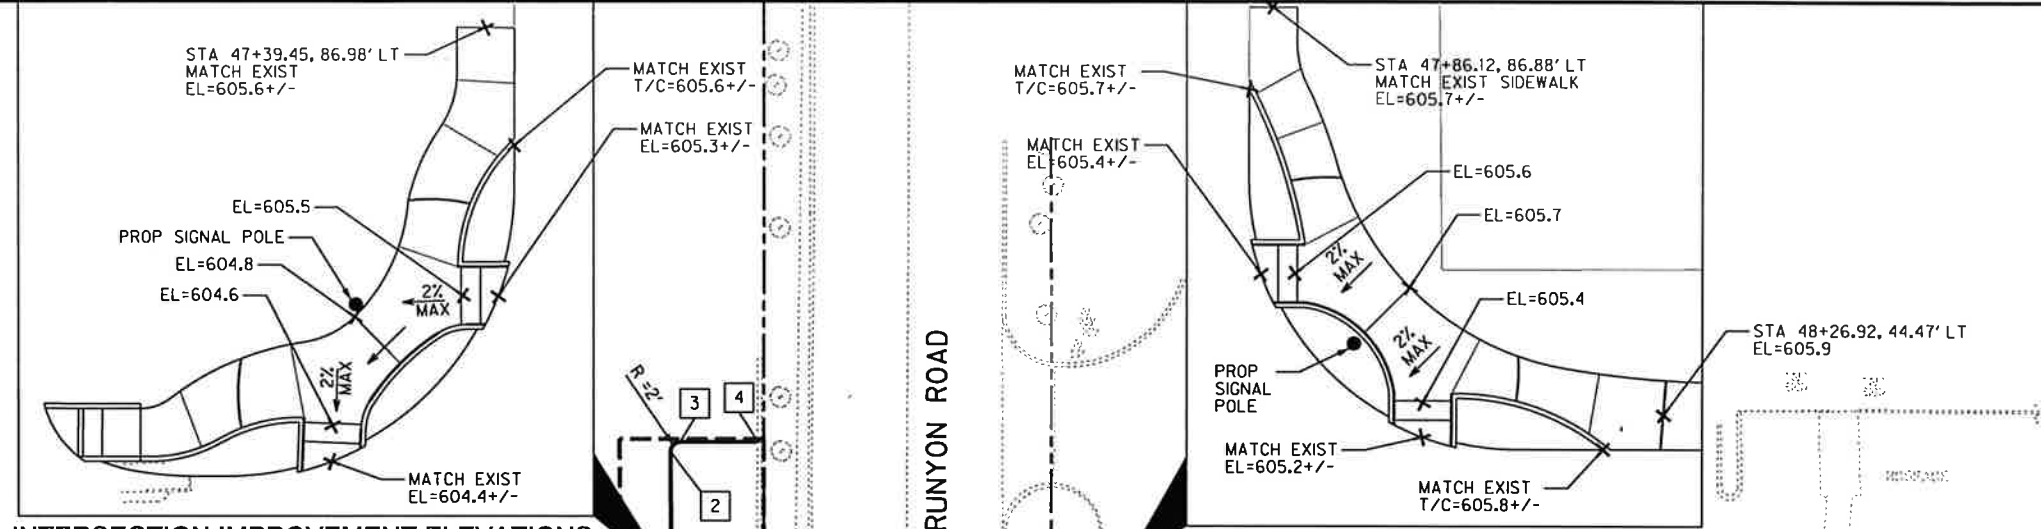 STA 47+39.45, 86.98' LT
MATCH EXIST
EL=605.6+/-
MATCH EXIST
T/C=605.6+/-
MATCH EXIST
EL=605.3+/-
EL=605.5
PROP SIGNAL POLE
EL=604.8
EL=604.6
2%
MAX
2%
MAX
MATCH EXIST
EL=604.4+/-
R=2'
3
4
2
RUNYON ROAD
MATCH EXIST
T/C=605.7+/-
MATCH EXIST
EL=605.4+/-
STA 47+86.12, 86.88' LT
MATCH EXIST SIDEWALK
EL=605.7+/-
EL=605.6
EL=605.7
2%
MAX
EL=605.4
2%
MAX
STA 48+26.92, 44.47' LT
EL=605.9
PROP
SIGNAL
POLE
MATCH EXIST
EL=605.2+/-
MATCH EXIST
T/C=605.8+/-
INTERSECTION IMPROVEMENT ELEVATIONS